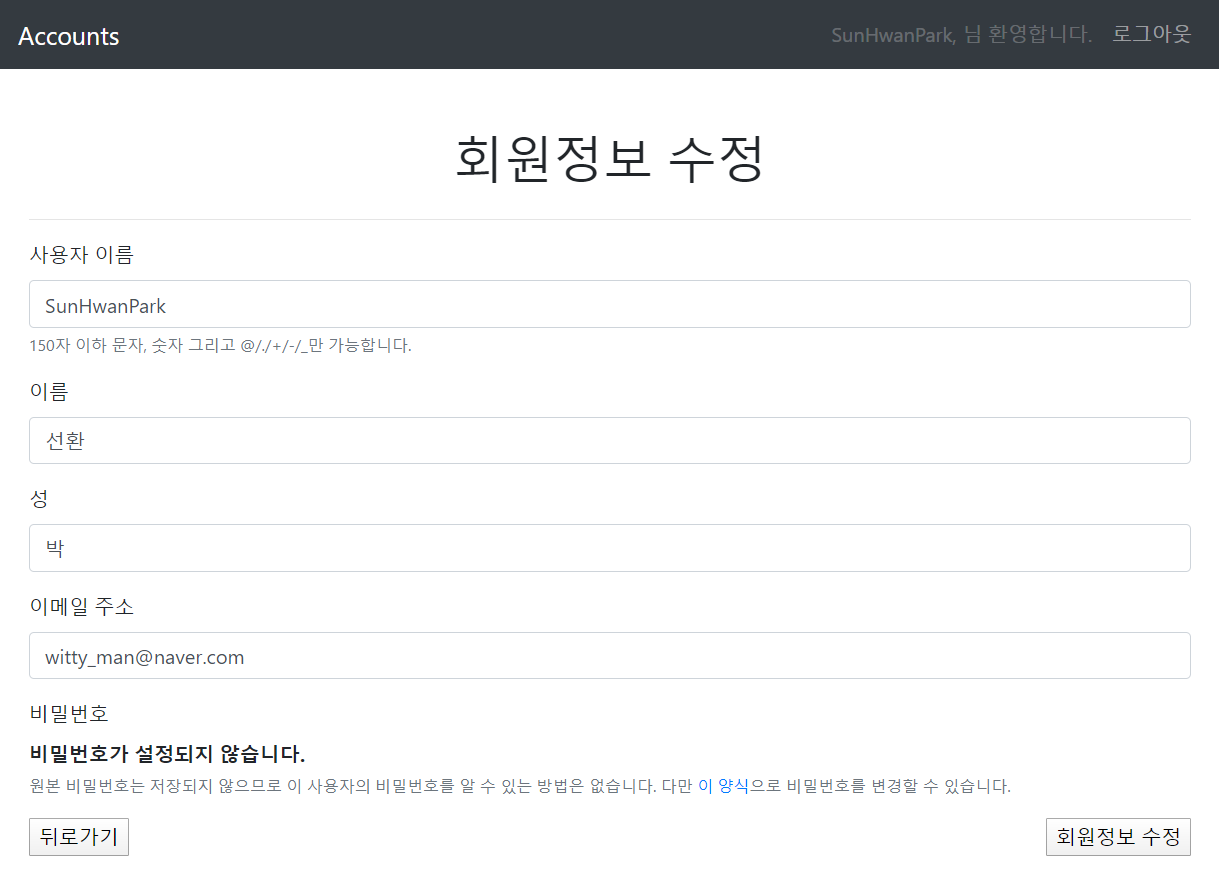 Accounts
SunHwanPark, 님 환영합니다. 로그아웃
회원정보 수정
사용자 이름
SunHwanPark
150자 이하 문자, 숫자 그리고 @/./+/-/_만 가능합니다.
이름
선환
성
박
이메일 주소
witty_man@naver.com
비밀번호
비밀번호가 설정되지 않습니다.
원본 비밀번호는 저장되지 않으므로 이 사용자의 비밀번호를 알 수 있는 방법은 없습니다. 다만 이 양식으로 비밀번호를 변경할 수 있습니다.
뒤로가기
회원정보 수정